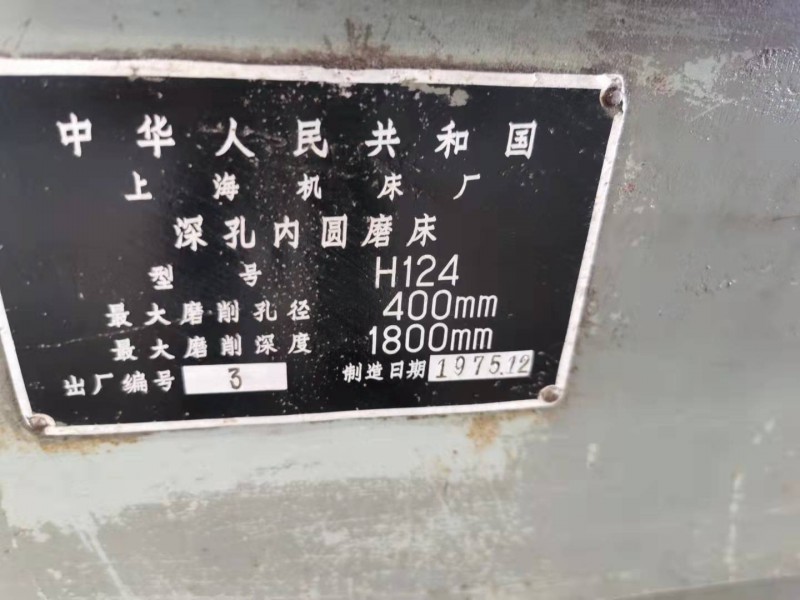 中华人民共和国
上海机床厂
深孔内圆磨床
型号 H124
最大磨削孔径 400mm
最大磨削深度 1800mm
出厂编号 3 制造日期 1975.12